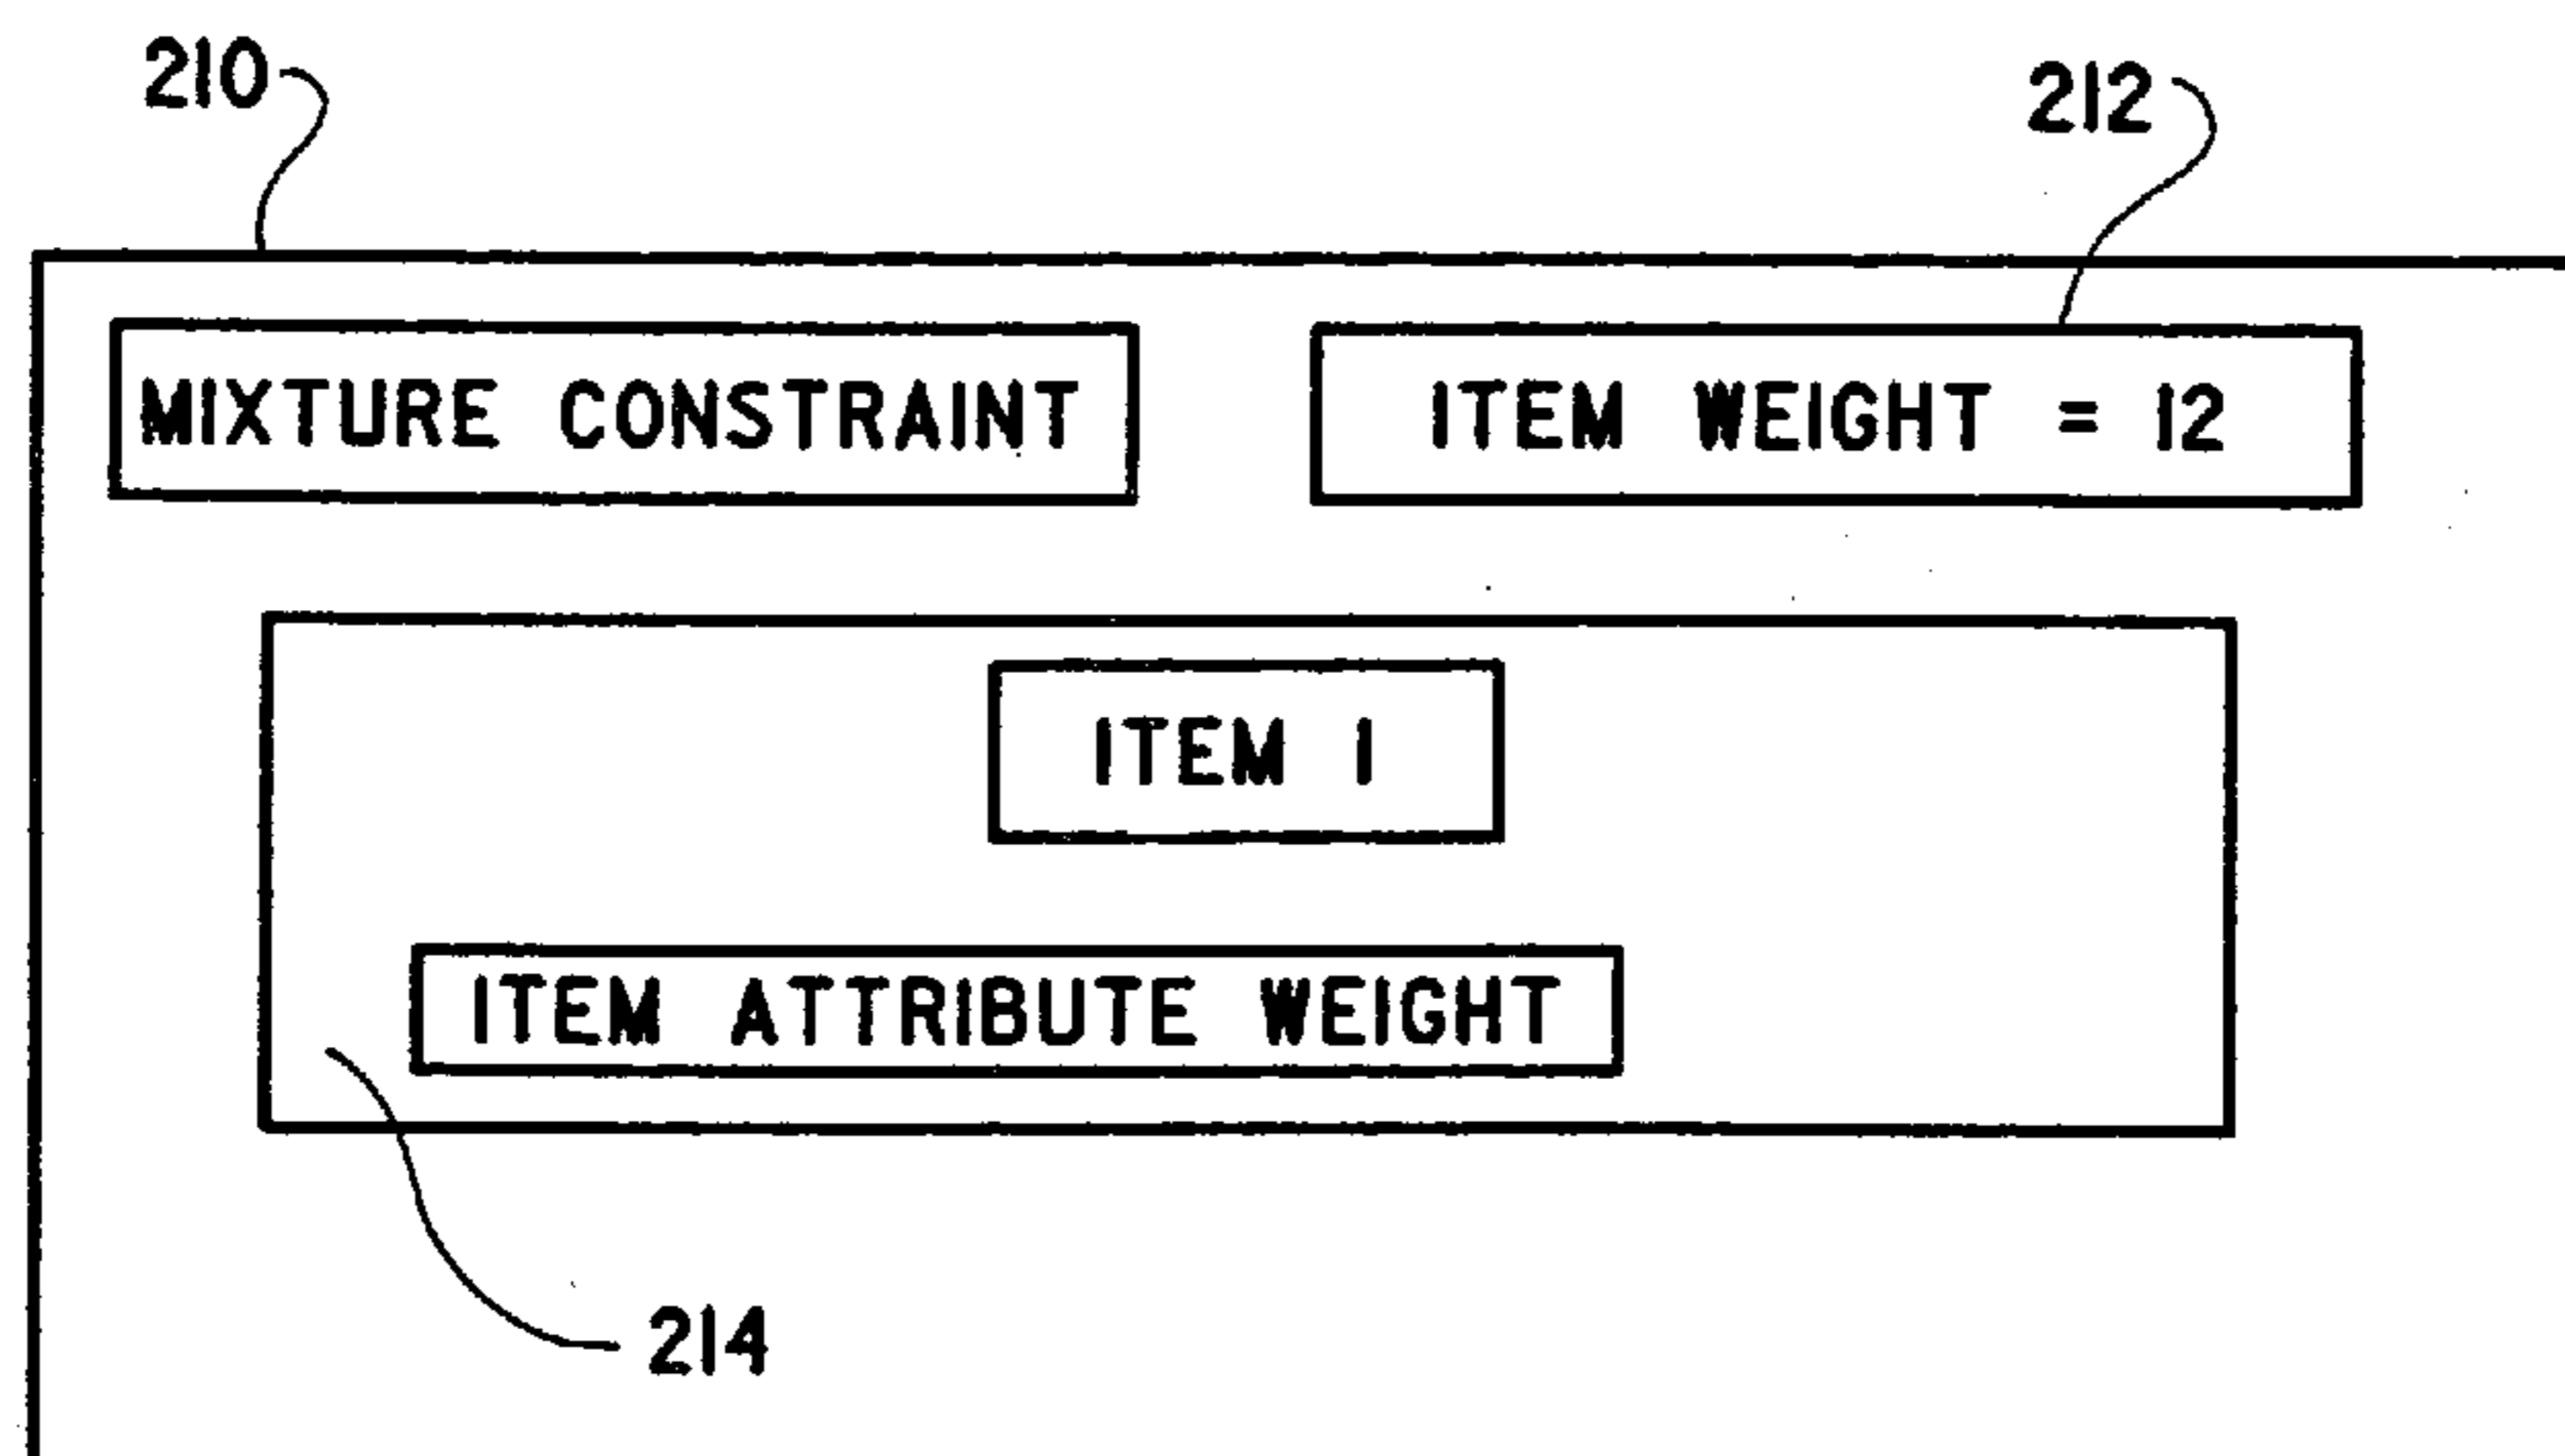 210
212
MIXTURE CONSTRAINT
ITEM WEIGHT = 12
ITEM 1
ITEM ATTRIBUTE WEIGHT
214